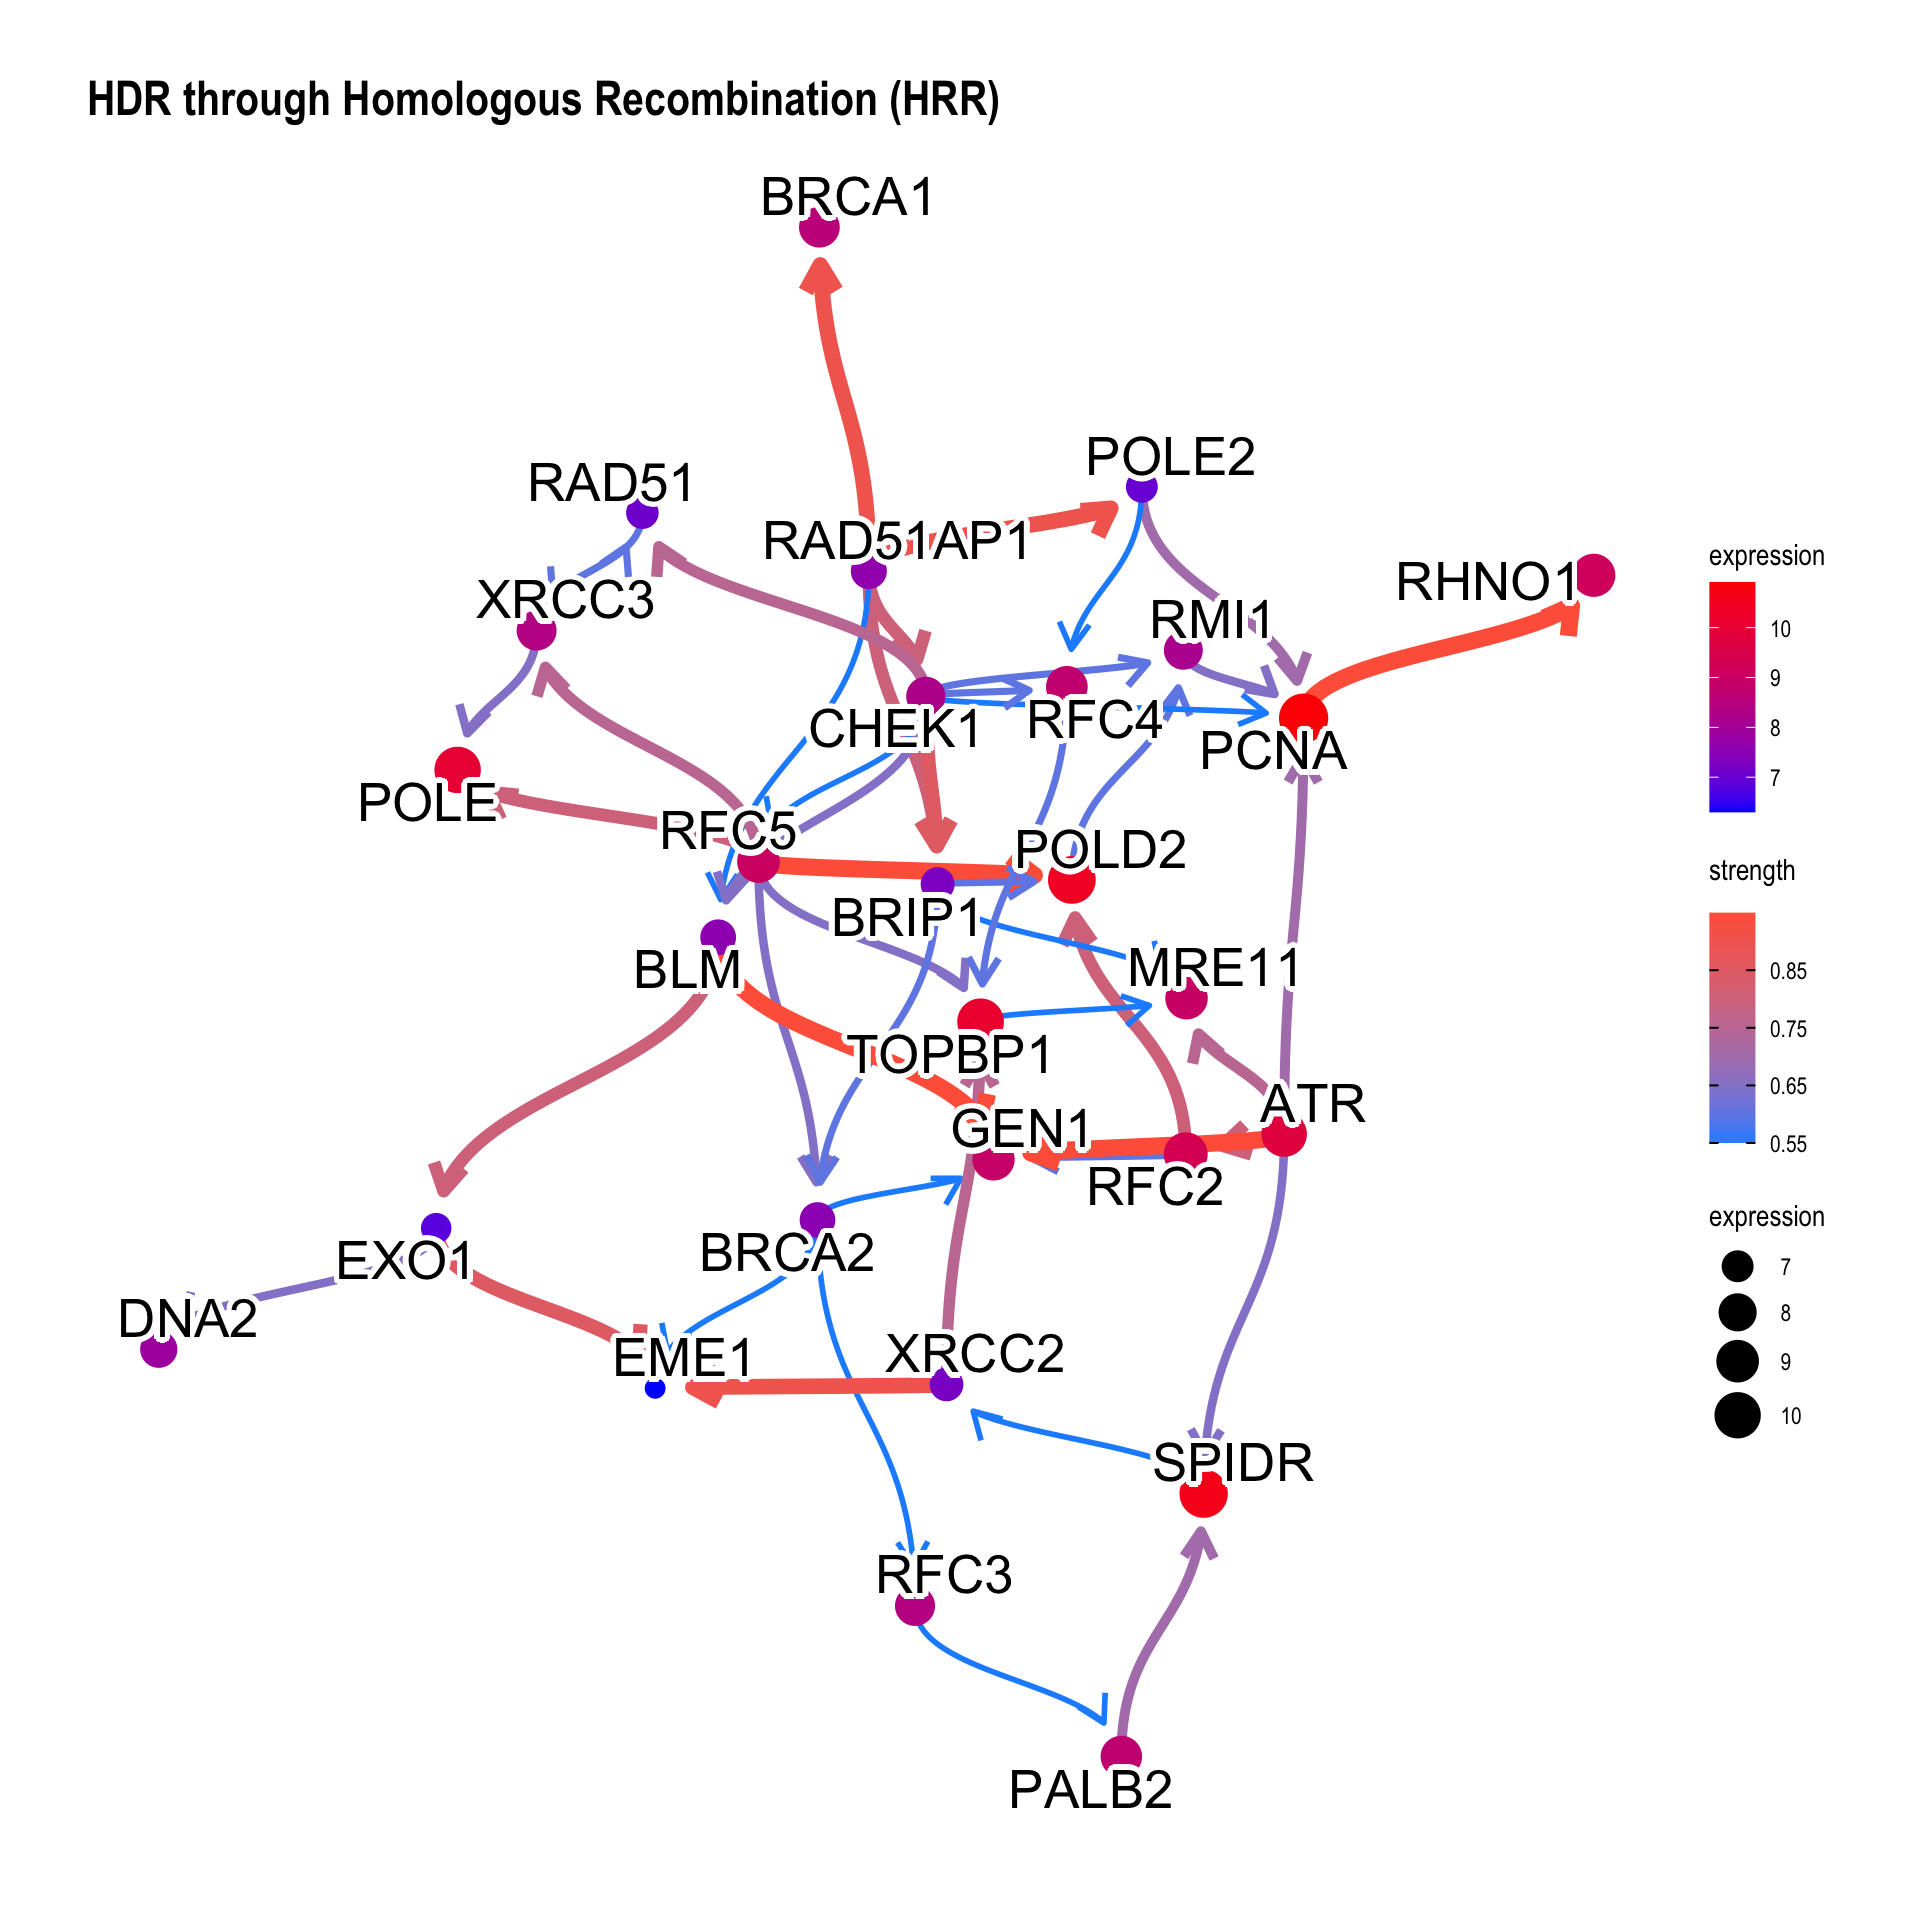 HDR through Homologous Recombination (HRR)
BRCA1
POLE2
RAD51
RAD51AP1
RHNO1
XRCC3
RMI1
CHEK1
RFC4
PCNA
POLE
RFC5
POLD2
BRIP1
BLM
MRE11
TOPBP1
ATR
GEN1
RFC2
BRCA2
EXO1
DNA2
EME1
XRCC2
SPIDR
RFC3
PALB2
expression
10
9
8
7
strength
0.85
0.75
0.65
0.55
expression
7
8
9
10